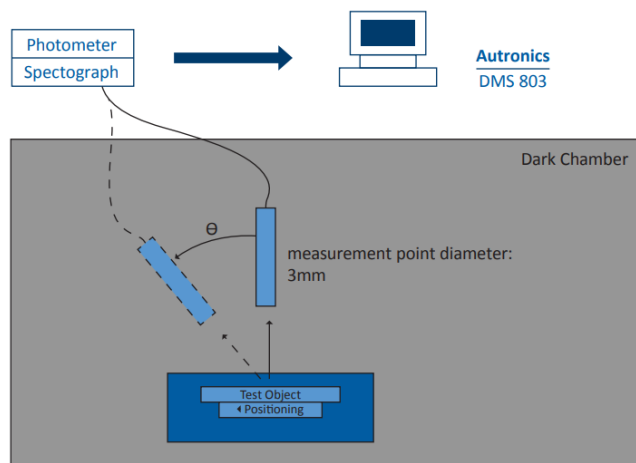 Photometer
Spectograph
Autronics
DMS 803
Dark Chamber
Θ
measurement point diameter:
3mm
Test Object
Positioning